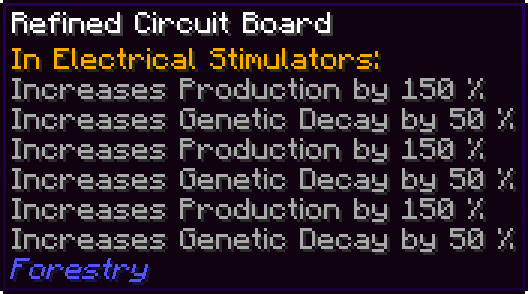 Refined Circuit Board
In Electrical Stimulators:
Increases Production by 150 %
Increases Genetic Decay by 50 %
Increases Production by 150 %
Increases Genetic Decay by 50 %
Increases Production by 150 %
Increases Genetic Decay by 50 %
Forestry